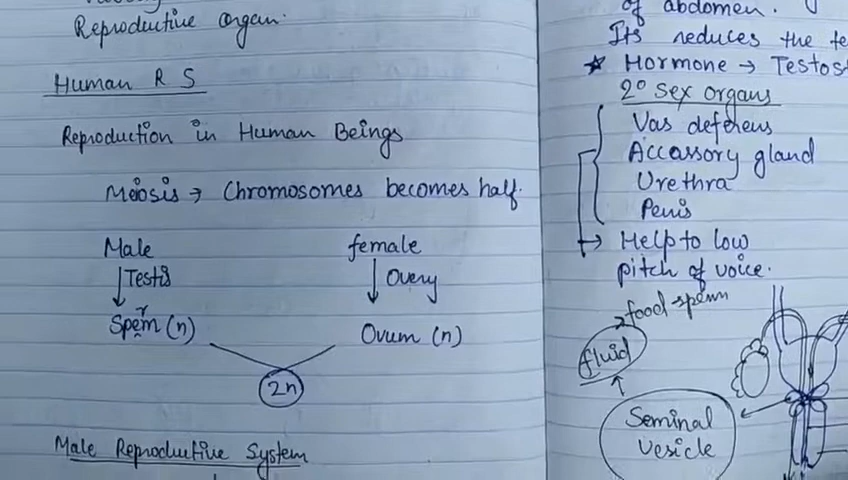 Reproductive organ.
Human R S
Reproduction in Human Beings
Meiosis → Chromosomes becomes half.
Male female
Testis Overy
Sperm (n) Ovum (n)
2n
Male Reproductive System
of abdomen.
Its reduces the te
★ Hormone → Testos
2° Sex organs
Vas deferens
Accassory gland
Urethra
Penis
→ Help to low
pitch of voice.
food sperm
fluid
Seminal
Vesicle